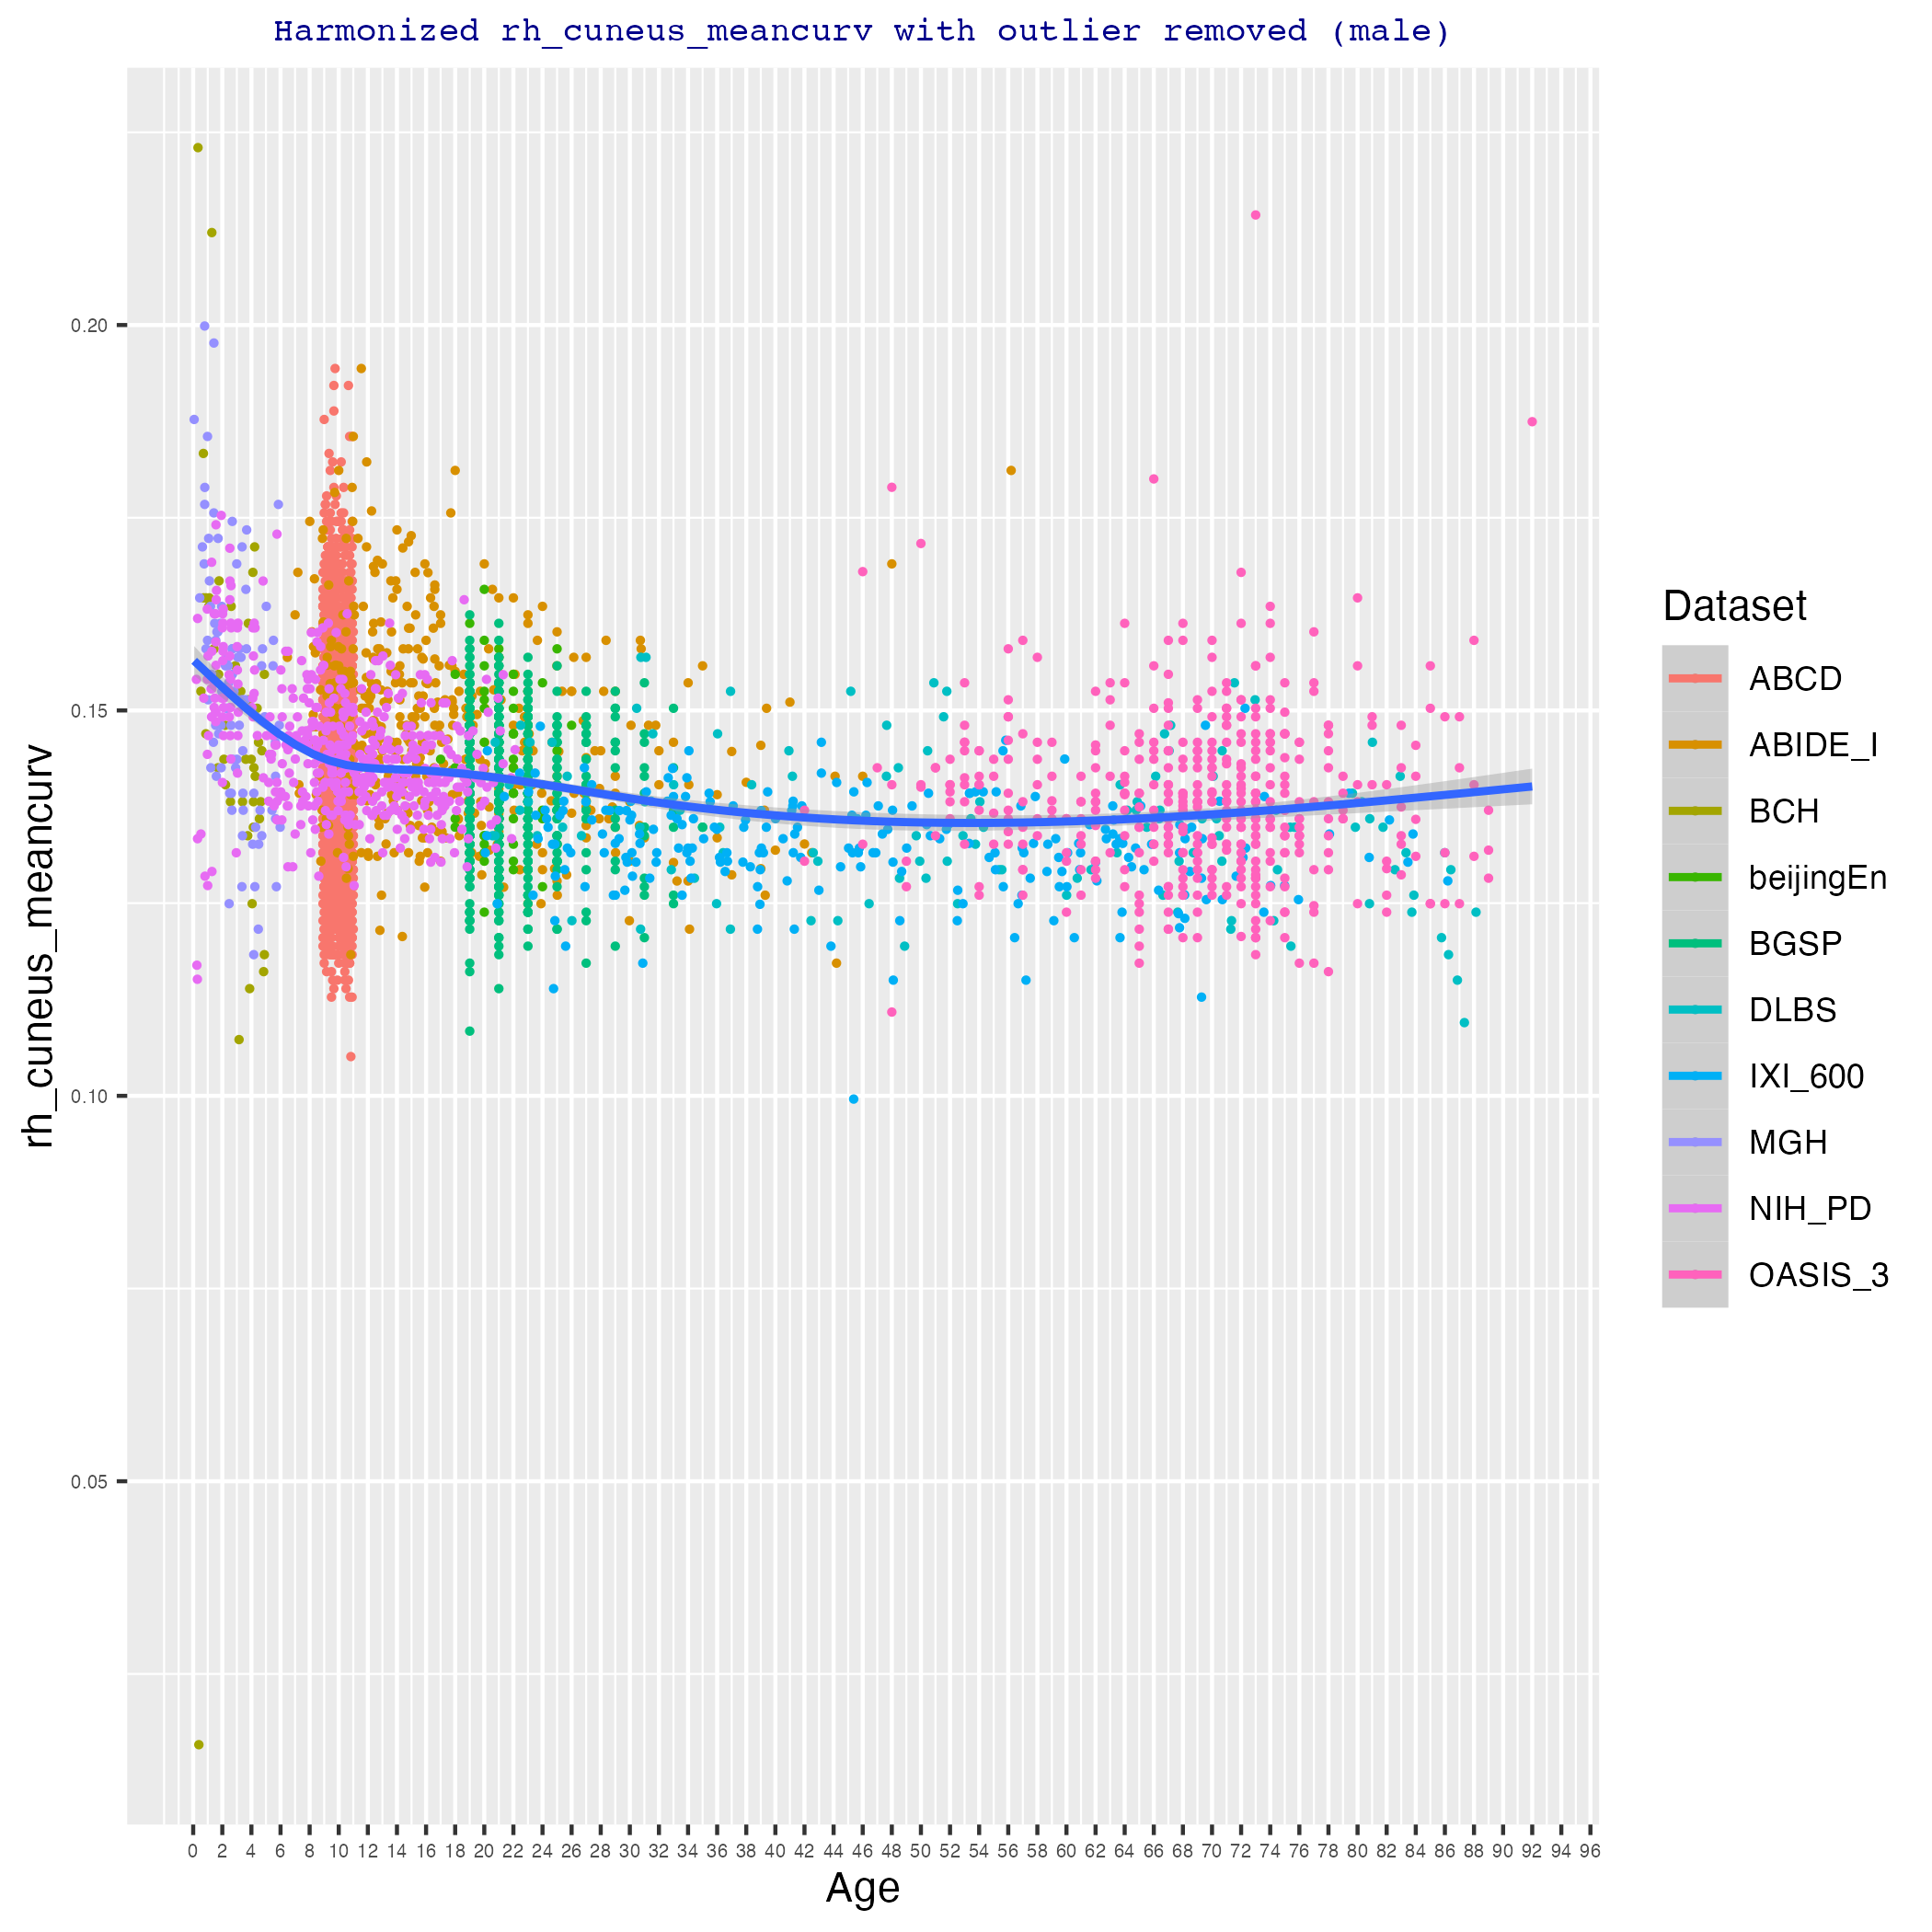 Harmonized rh_cuneus_meancurv with outlier removed (male)
rh_cuneus_meancurv
0.20
0.15
0.10
0.05
0 2 4 6 8 10 12 14 16 18 20 22 24 26 28 30 32 34 36 38 40 42 44 46 48 50 52 54 56 58 60 62 64 66 68 70 72 74 76 78 80 82 84 86 88 90 92 94 96
Age
Dataset
ABCD
ABIDE_I
BCH
beijingEn
BGSP
DLBS
IXI_600
MGH
NIH_PD
OASIS_3